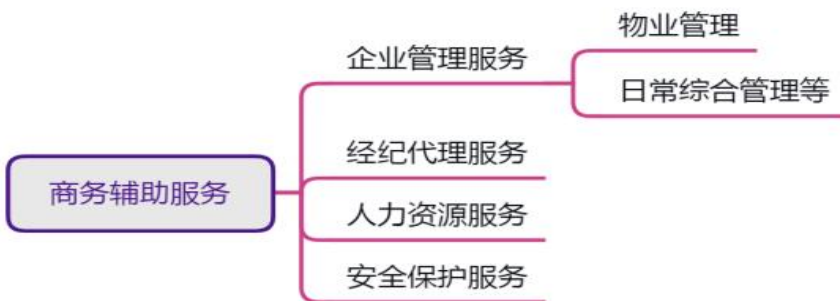 物业管理
企业管理服务
日常综合管理等
经纪代理服务
商务辅助服务
人力资源服务
安全保护服务